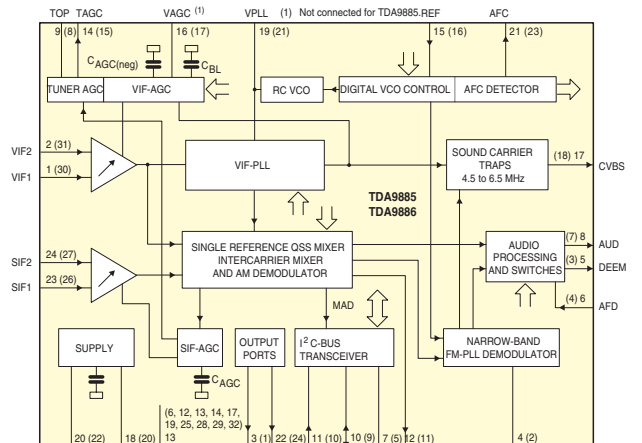 TOP TAGC VAGC (1) VPLL (1) Not connected for TDA9885. REF AFC
9 (8) 14 (15) 16 (17) 19 (21) 15 (16) 21 (23)
CAGC(neg) CBL
TUNER AGC VIF-AGC RC VCO DIGITAL VCO CONTROL AFC DETECTOR
VIF2 2 (31)
VIF1 1 (30)
VIF-PLL
SOUND CARRIER
TRAPS
4.5 to 6.5 MHz
(18) 17 CVBS
TDA9885
TDA9886
SIF2 24 (27)
SIF1 23 (26)
SINGLE REFERENCE QSS MIXER
INTERCARRIER MIXER
AND AM DEMODULATOR
AUDIO
PROCESSING
AND SWITCHES
(7) 8 AUD
(3) 5 DEEM
(4) 6 AFD
MAD
SUPPLY
SIF-AGC
CAGC
OUTPUT
PORTS
I2C-BUS
TRANSCEIVER
NARROW-BAND
FM-PLL DEMODULATOR
(6, 12, 13, 14, 17,
19, 25, 28, 29, 32)
20 (22) 18 (20) 13 3 (1) 22 (24) 11 (10) 10 (9) 7 (5) 12 (11) 4 (2)